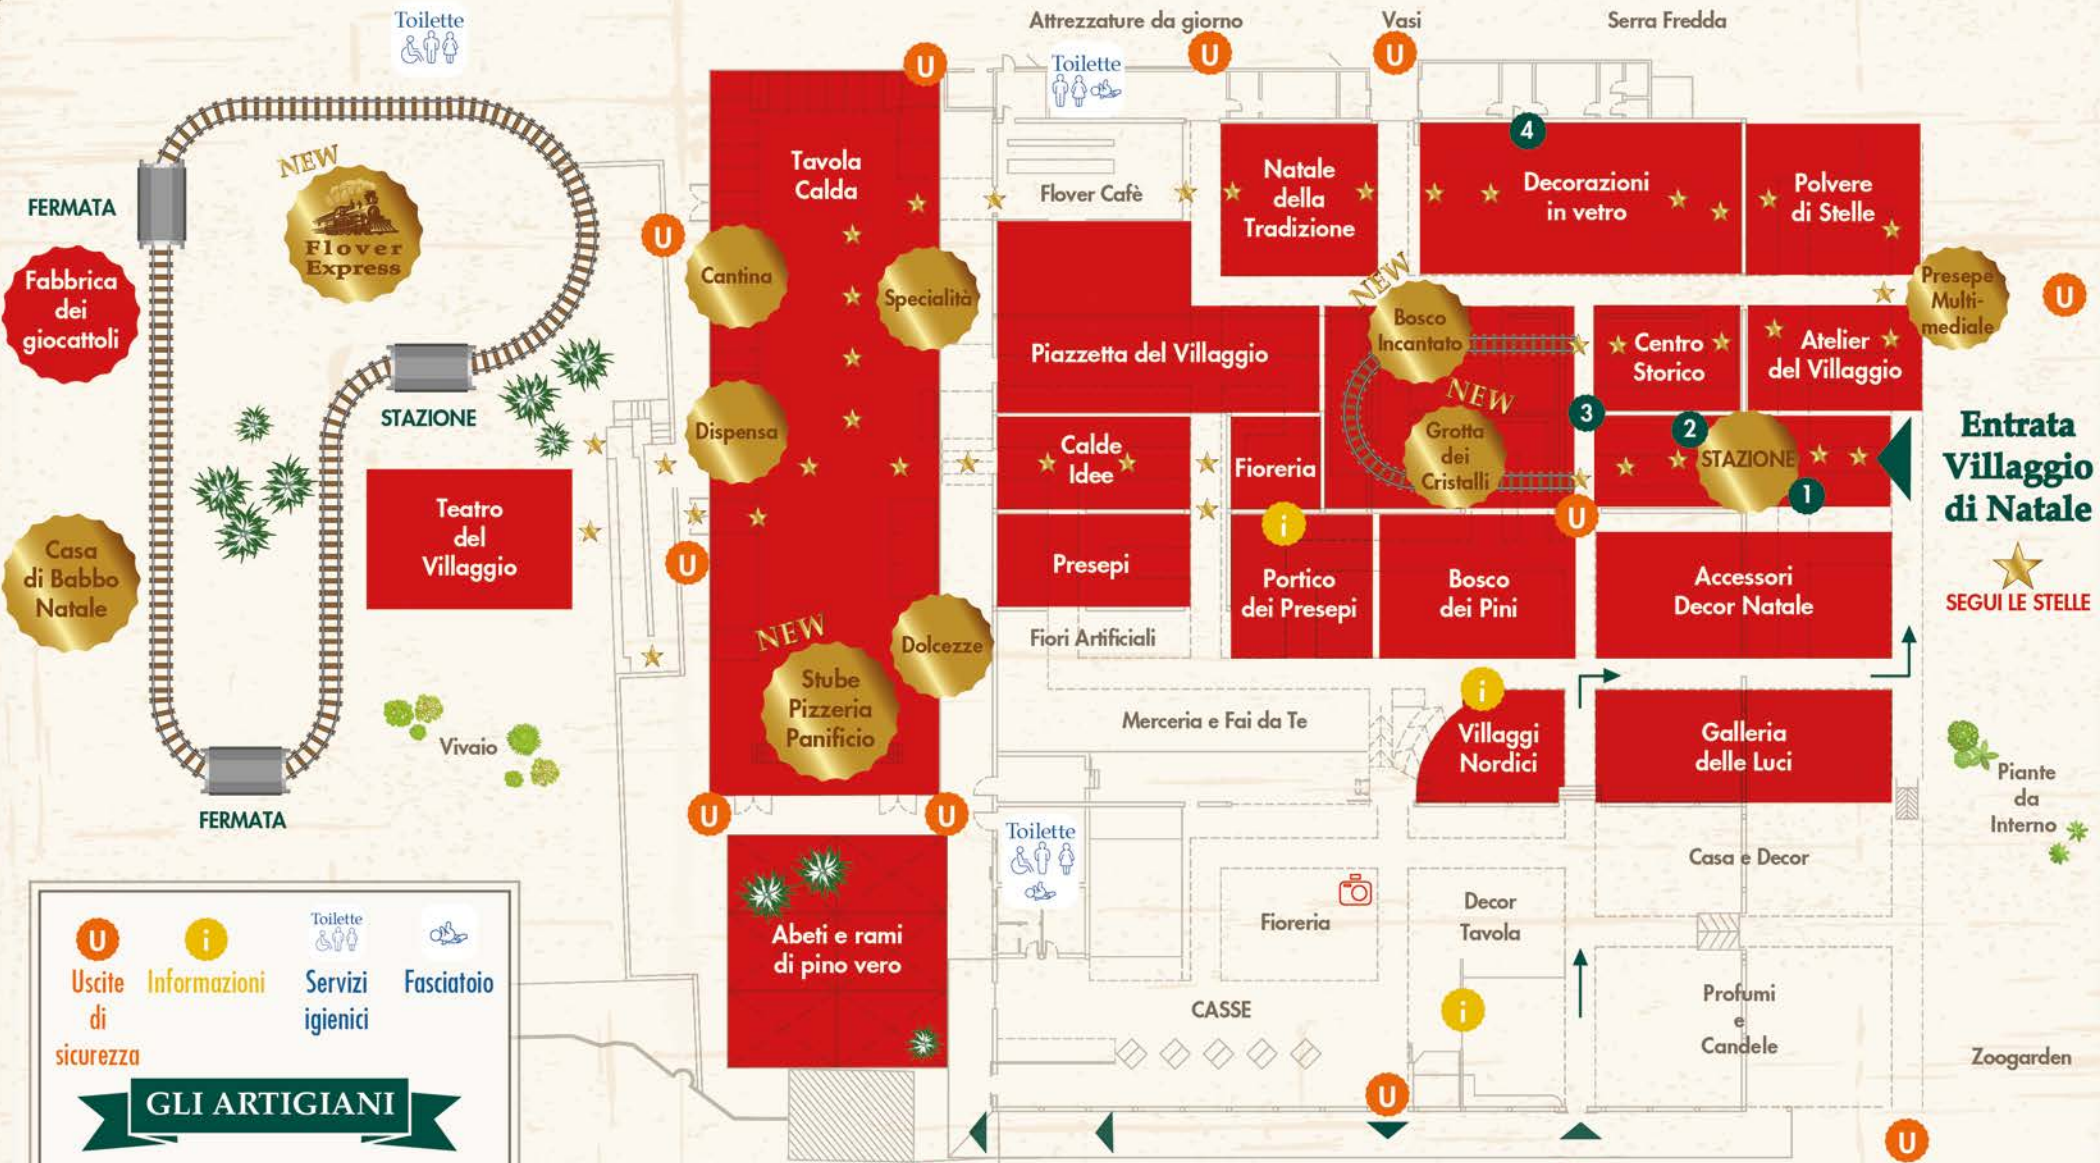 Toilette
Attrezzature da giorno
Vasi
Serra Fredda
U
U
U
Toilette
4
NEW
Flover
Express
FERMATA
Fabbrica
dei
giocattoli
U
Tavola
Calda
Cantina
Specialità
Flover Cafè
Natale
della
Tradizione
Decorazioni
in vetro
Polvere
di Stelle
Presepe
Multi-
mediale
U
NEW
Bosco
Incantato
Piazzetta del Villaggio
Centro
Storico
Atelier
del Villaggio
NEW
Grotta
dei
Cristalli
3
2
STAZIONE
1
Entrata
Villaggio
di Natale
SEGUI LE STELLE
STAZIONE
Dispensa
Calde
Idee
Fioreria
Teatro
del
Villaggio
U
Casa
di Babbo
Natale
Presepi
i
Portico
dei Presepi
U
Bosco
dei Pini
Accessori
Decor Natale
NEW
Stube
Pizzeria
Panificio
Dolcezze
Fiori Artificiali
Merceria e Fai da Te
i
Villaggi
Nordici
Galleria
delle Luci
Vivaio
FERMATA
U
U
Piante
da
Interno
Toilette
Casa e Decor
Abeti e rami
di pino vero
Fioreria
Decor
Tavola
CASSE
i
Profumi
e
Candele
Zoogarden
U
U
U
Uscite
di
sicurezza
i
Informazioni
Toilette
Servizi
igienici
Fasciatoio
GLI ARTIGIANI